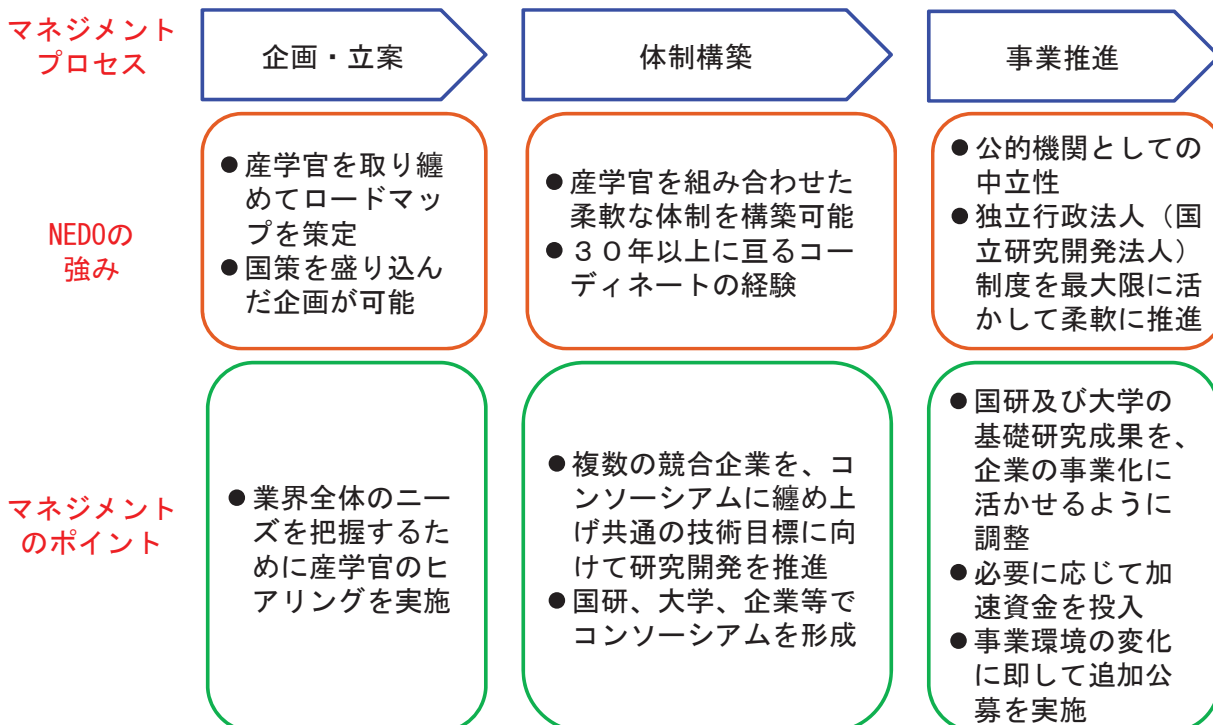 マネジメント
プロセス
企画・立案
体制構築
事業推進
NEDOの
強み
●産学官を取り纏
めてロードマッ
プを策定
●国策を盛り込ん
だ企画が可能
●産学官を組み合わせた
柔軟な体制を構築可能
●３０年以上に亘るコー
ディネートの経験
●公的機関としての
中立性
●独立行政法人（国
立研究開発法人）
制度を最大限に活
かして柔軟に推進
マネジメント
のポイント
●業界全体のニー
ズを把握するた
めに産学官のヒ
アリングを実施
●複数の競合企業を、コ
ンソーシアムに纏め上
げ共通の技術目標に向
けて研究開発を推進
●国研、大学、企業等で
コンソーシアムを形成
●国研及び大学の
基礎研究成果を、
企業の事業化に
活かせるように
調整
●必要に応じて加
速資金を投入
●事業環境の変化
に即して追加公
募を実施